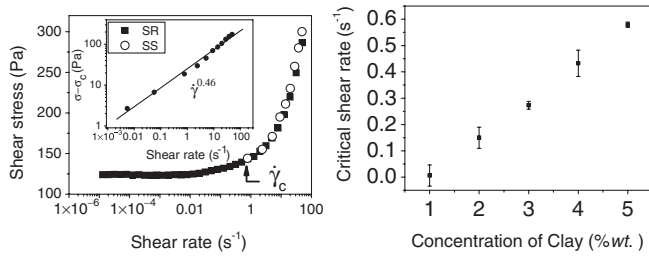 300
250
200
150
100
Shear stress (Pa)
1×10⁻⁶ 1×10⁻⁴ 0.01 1 100
Shear rate (s⁻¹)
SR
SS
100
10
1
σ−σc (Pa)
1×10⁻³ 0.1 1 10 100
Shear rate (s⁻¹)
γ̇^0.46
γ̇c
0.6
0.5
0.4
0.3
0.2
0.1
0.0
Critical shear rate (s⁻¹)
1 2 3 4 5
Concentration of Clay (%wt.)